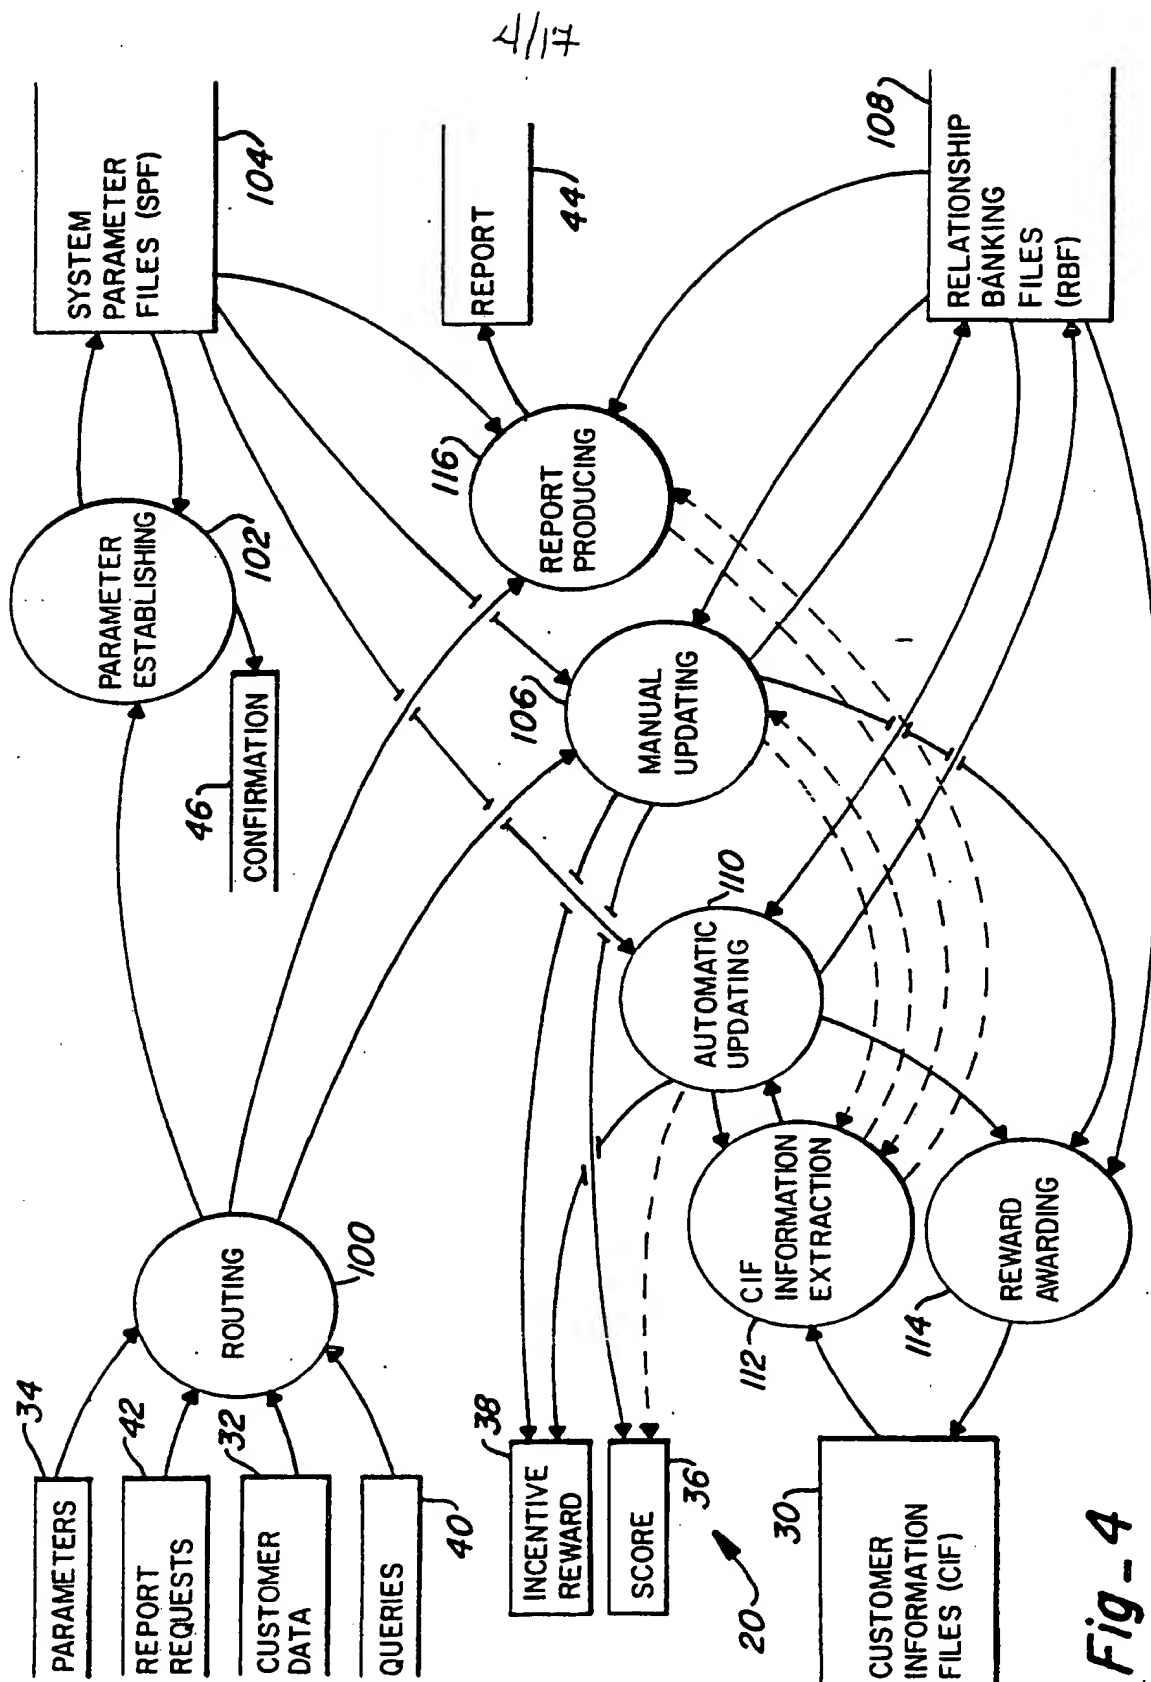 4/17
SYSTEM
PARAMETER
FILES (SPF)
104
REPORT
44
RELATIONSHIP
BANKING
FILES
(RBF)
108
PARAMETER
ESTABLISHING
102
46
CONFIRMATION
116
REPORT
PRODUCING
106
MANUAL
UPDATING
110
AUTOMATIC
UPDATING
ROUTING
100
CIF
INFORMATION
EXTRACTION
112
REWARD
AWARDING
114
PARAMETERS
34
REPORT
REQUESTS
42
CUSTOMER
DATA
32
QUERIES
40
INCENTIVE
REWARD
38
SCORE
36
20
CUSTOMER
INFORMATION
FILES (CIF)
30
Fig_4